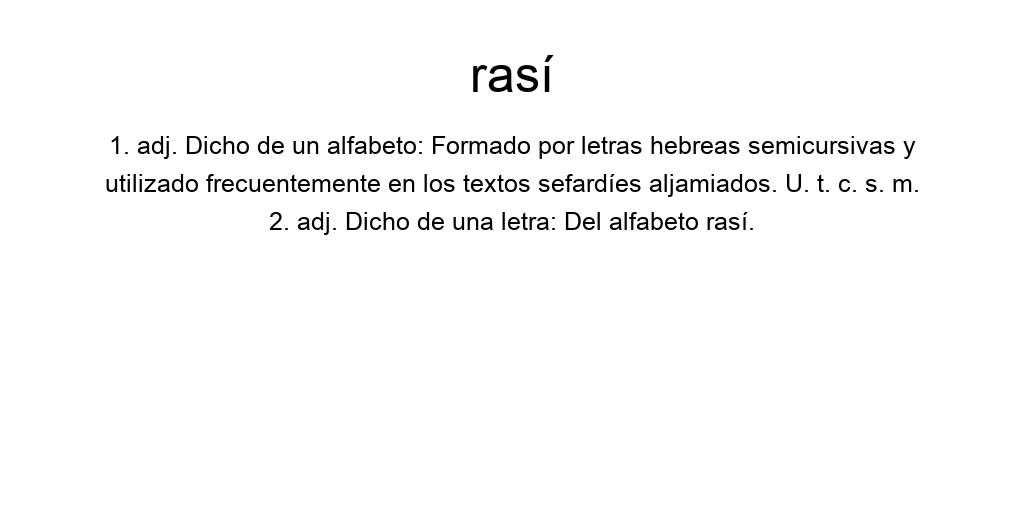 rasí
1. adj. Dicho de un alfabeto: Formado por letras hebreas semicursivas y
utilizado frecuentemente en los textos sefardíes aljamiados. U. t. c. s. m.
2. adj. Dicho de una letra: Del alfabeto rasí.